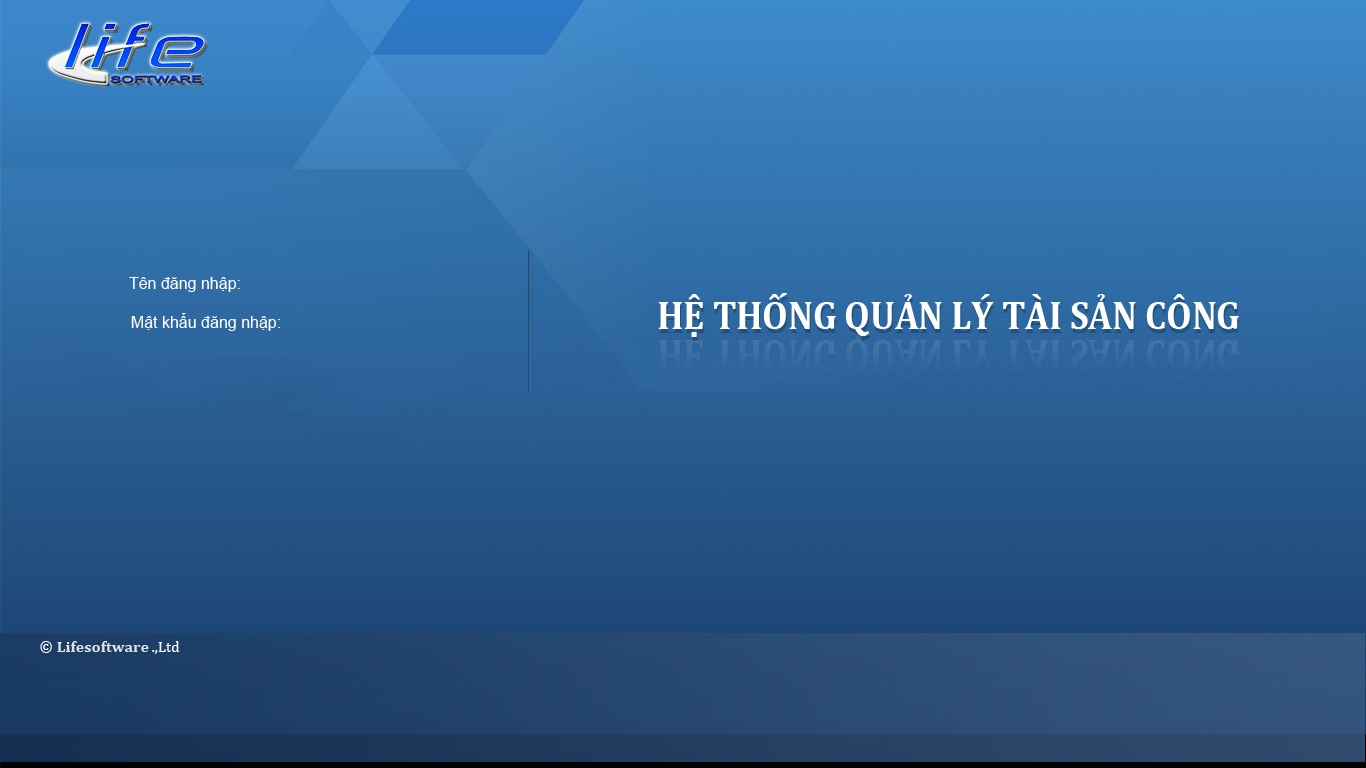 life
SOFTWARE
Tên đăng nhập:
Mật khẩu đăng nhập:
HỆ THỐNG QUẢN LÝ TÀI SẢN CÔNG
© Lifesoftware .,Ltd